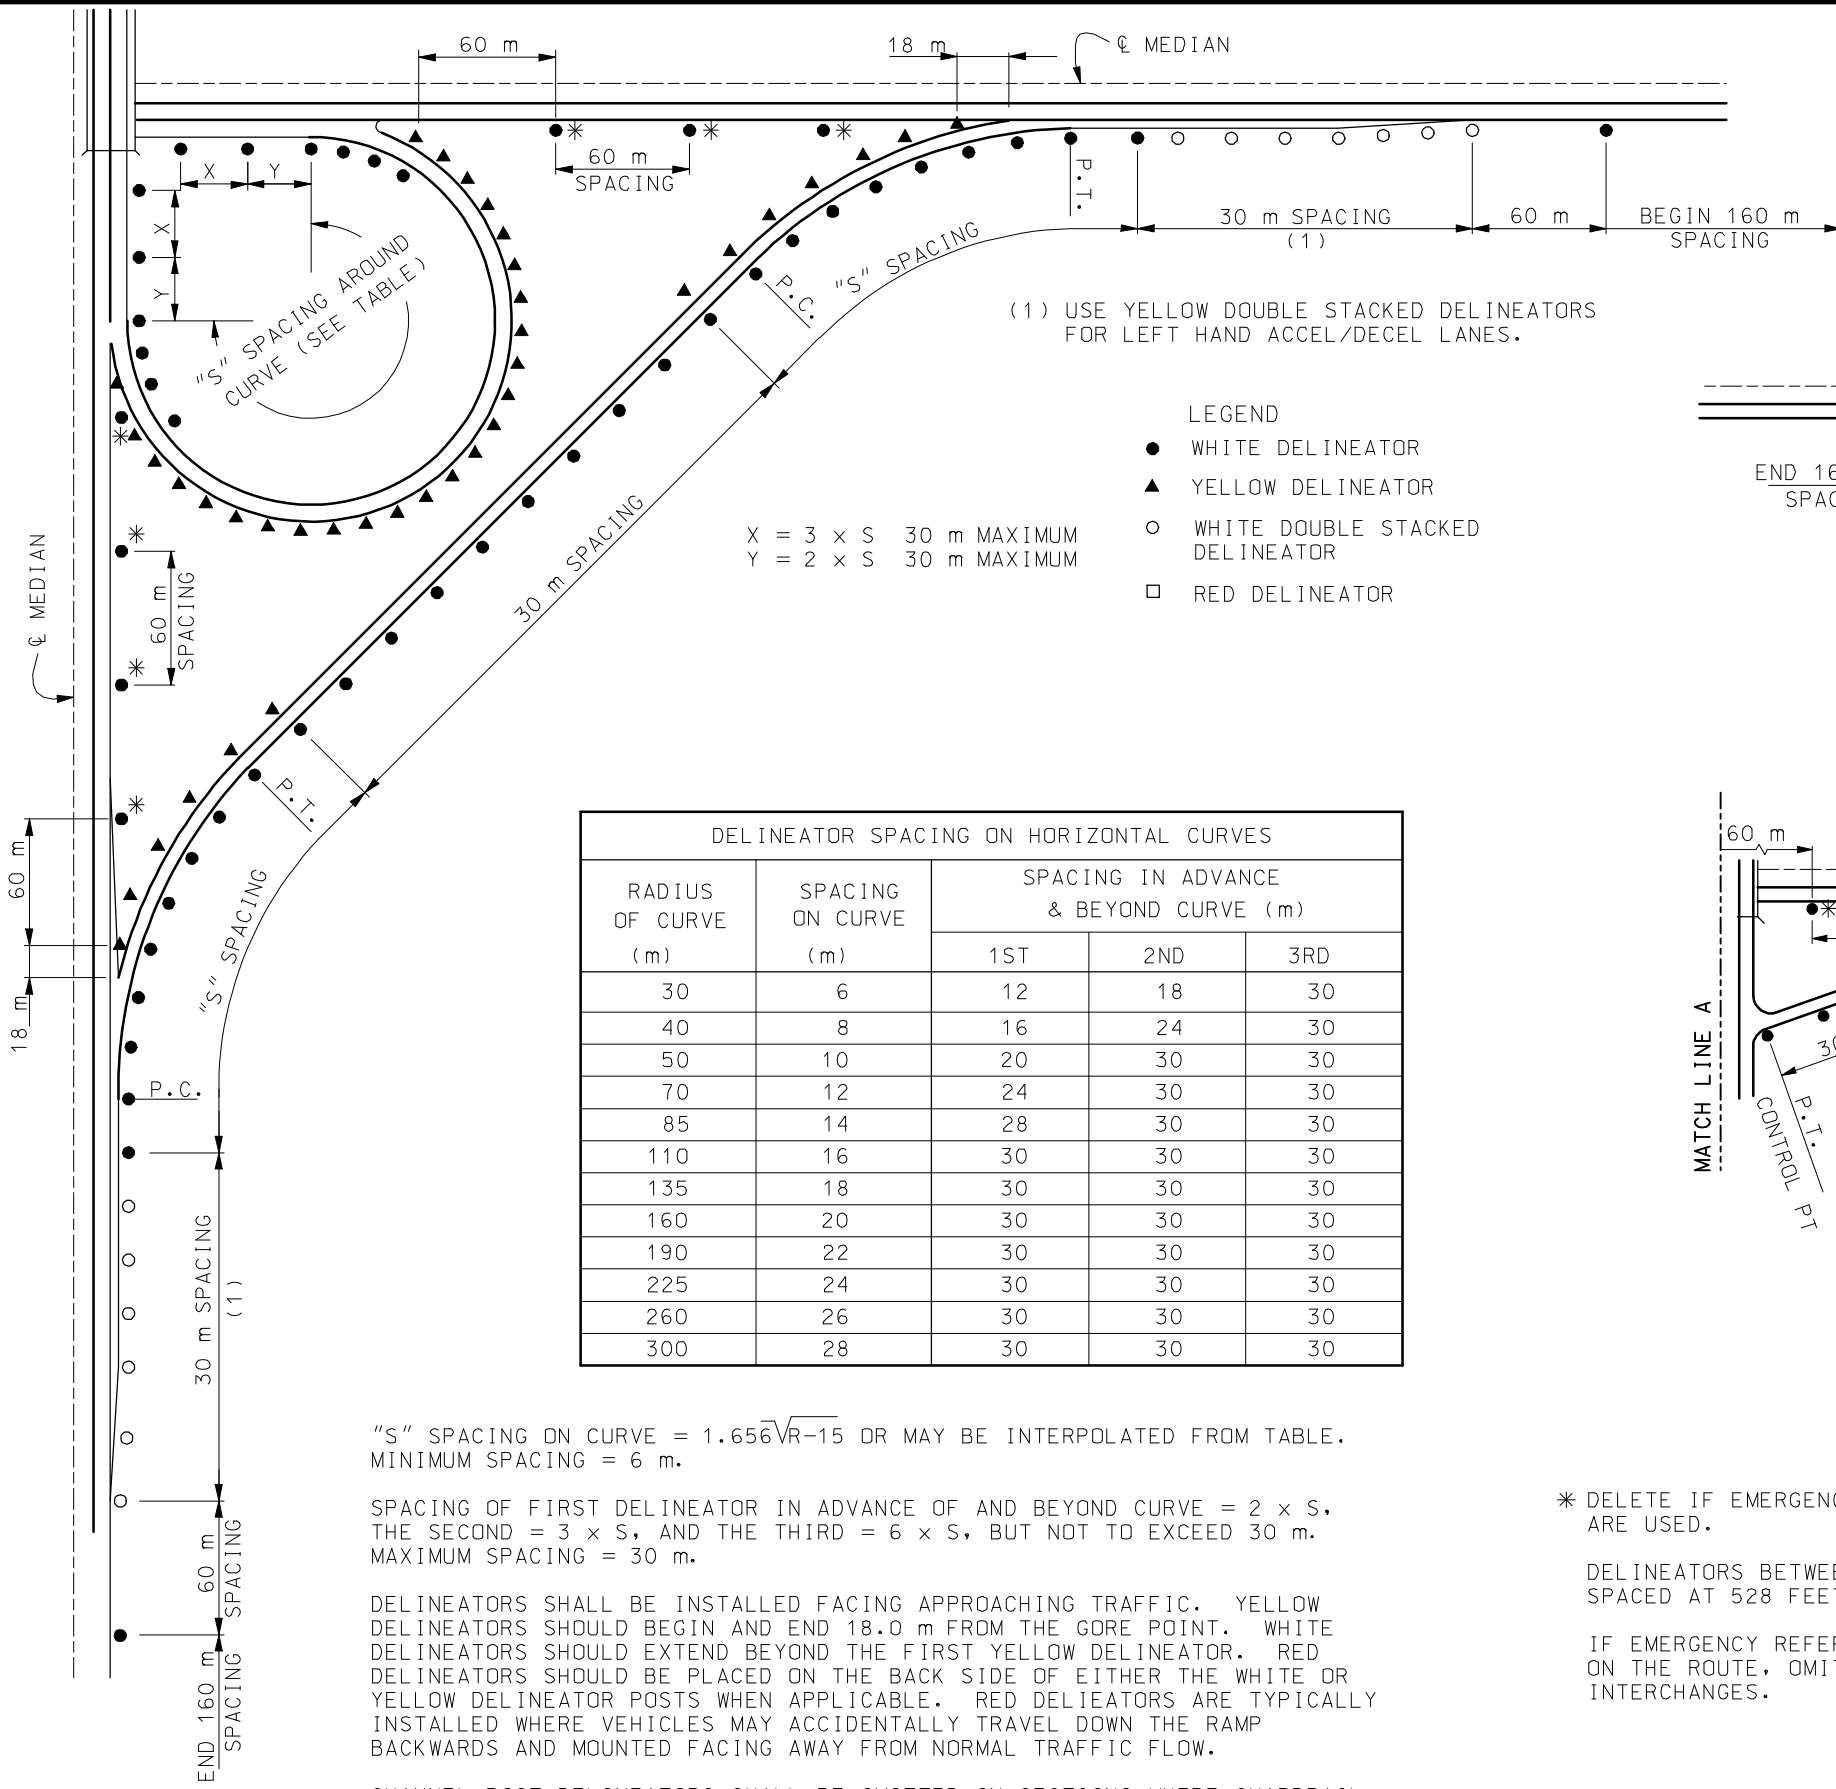 60 m
18 m
℄ MEDIAN
60 m
SPACING
X
Y
P.T.
30 m SPACING
(1)
60 m
BEGIN 160 m
SPACING
X
Y
"S" SPACING AROUND
CURVE (SEE TABLE)
P.C.
"S" SPACING
(1) USE YELLOW DOUBLE STACKED DELINEATORS
FOR LEFT HAND ACCEL/DECEL LANES.
LEGEND
WHITE DELINEATOR
YELLOW DELINEATOR
WHITE DOUBLE STACKED
DELINEATOR
RED DELINEATOR
X = 3 x S 30 m MAXIMUM
Y = 2 x S 30 m MAXIMUM
END 16
SPAC
30 m SPACING
℄ MEDIAN
60 m
SPACING
P.T.
60 m
18 m
"S" SPACING
P.C.
30 m SPACING
(1)
60 m
SPACING
END 160 m
SPACING
DELINEATOR SPACING ON HORIZONTAL CURVES
RADIUS
OF CURVE
(m)
SPACING
ON CURVE
(m)
SPACING IN ADVANCE
& BEYOND CURVE (m)
1ST 2ND 3RD
30 6 12 18 30
40 8 16 24 30
50 10 20 30 30
70 12 24 30 30
85 14 28 30 30
110 16 30 30 30
135 18 30 30 30
160 20 30 30 30
190 22 30 30 30
225 24 30 30 30
260 26 30 30 30
300 28 30 30 30
60 m
MATCH LINE A
P.T.
CONTROL PT
30
"S" SPACING ON CURVE = 1.656√R-15 OR MAY BE INTERPOLATED FROM TABLE.
MINIMUM SPACING = 6 m.
SPACING OF FIRST DELINEATOR IN ADVANCE OF AND BEYOND CURVE = 2 x S,
THE SECOND = 3 x S, AND THE THIRD = 6 x S, BUT NOT TO EXCEED 30 m.
MAXIMUM SPACING = 30 m.
DELINEATORS SHALL BE INSTALLED FACING APPROACHING TRAFFIC. YELLOW
DELINEATORS SHOULD BEGIN AND END 18.0 m FROM THE GORE POINT. WHITE
DELINEATORS SHOULD EXTEND BEYOND THE FIRST YELLOW DELINEATOR. RED
DELINEATORS SHOULD BE PLACED ON THE BACK SIDE OF EITHER THE WHITE OR
YELLOW DELINEATOR POSTS WHEN APPLICABLE. RED DELIEATORS ARE TYPICALLY
INSTALLED WHERE VEHICLES MAY ACCIDENTALLY TRAVEL DOWN THE RAMP
BACKWARDS AND MOUNTED FACING AWAY FROM NORMAL TRAFFIC FLOW.
* DELETE IF EMERGENC
ARE USED.
DELINEATORS BETWEE
SPACED AT 528 FEET
IF EMERGENCY REFER
ON THE ROUTE, OMIT
INTERCHANGES.